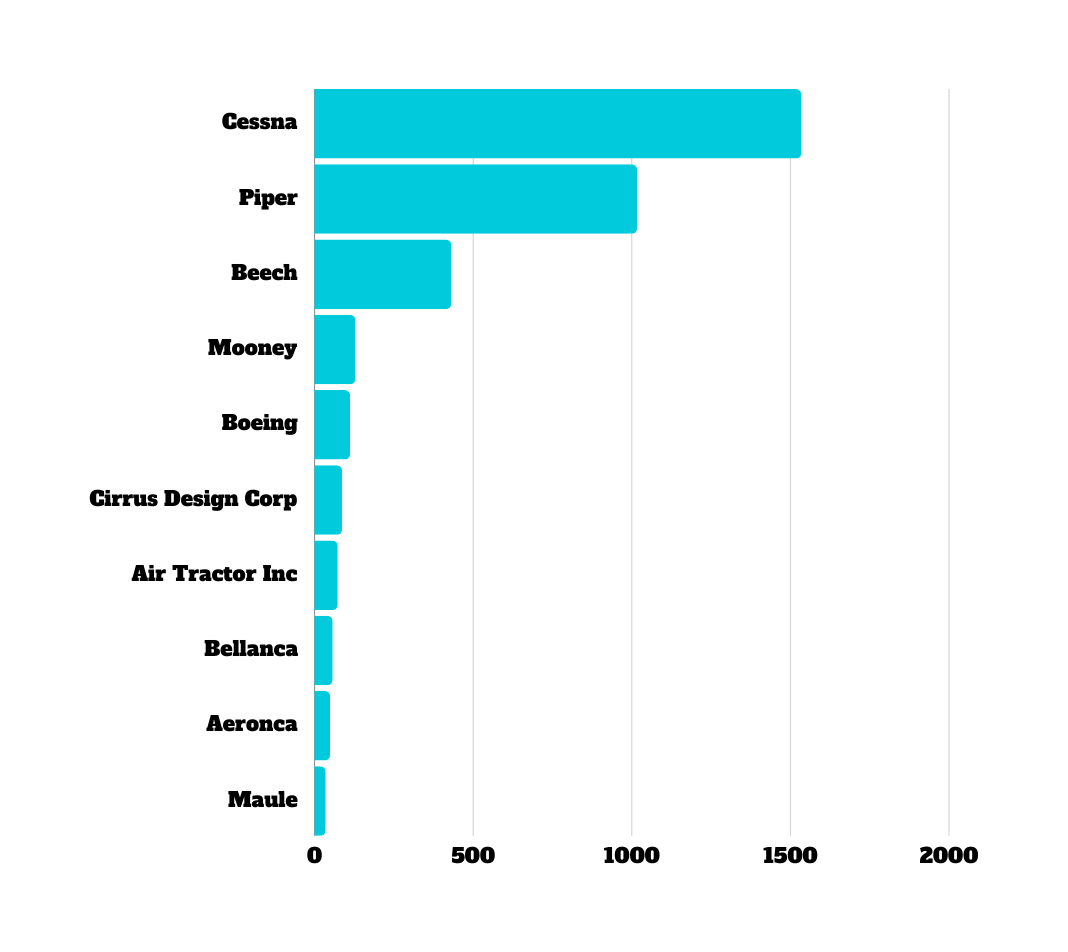 Cessna
Piper
Beech
Mooney
Boeing
Cirrus Design Corp
Air Tractor Inc
Bellanca
Aeronca
Maule
0 500 1000 1500 2000